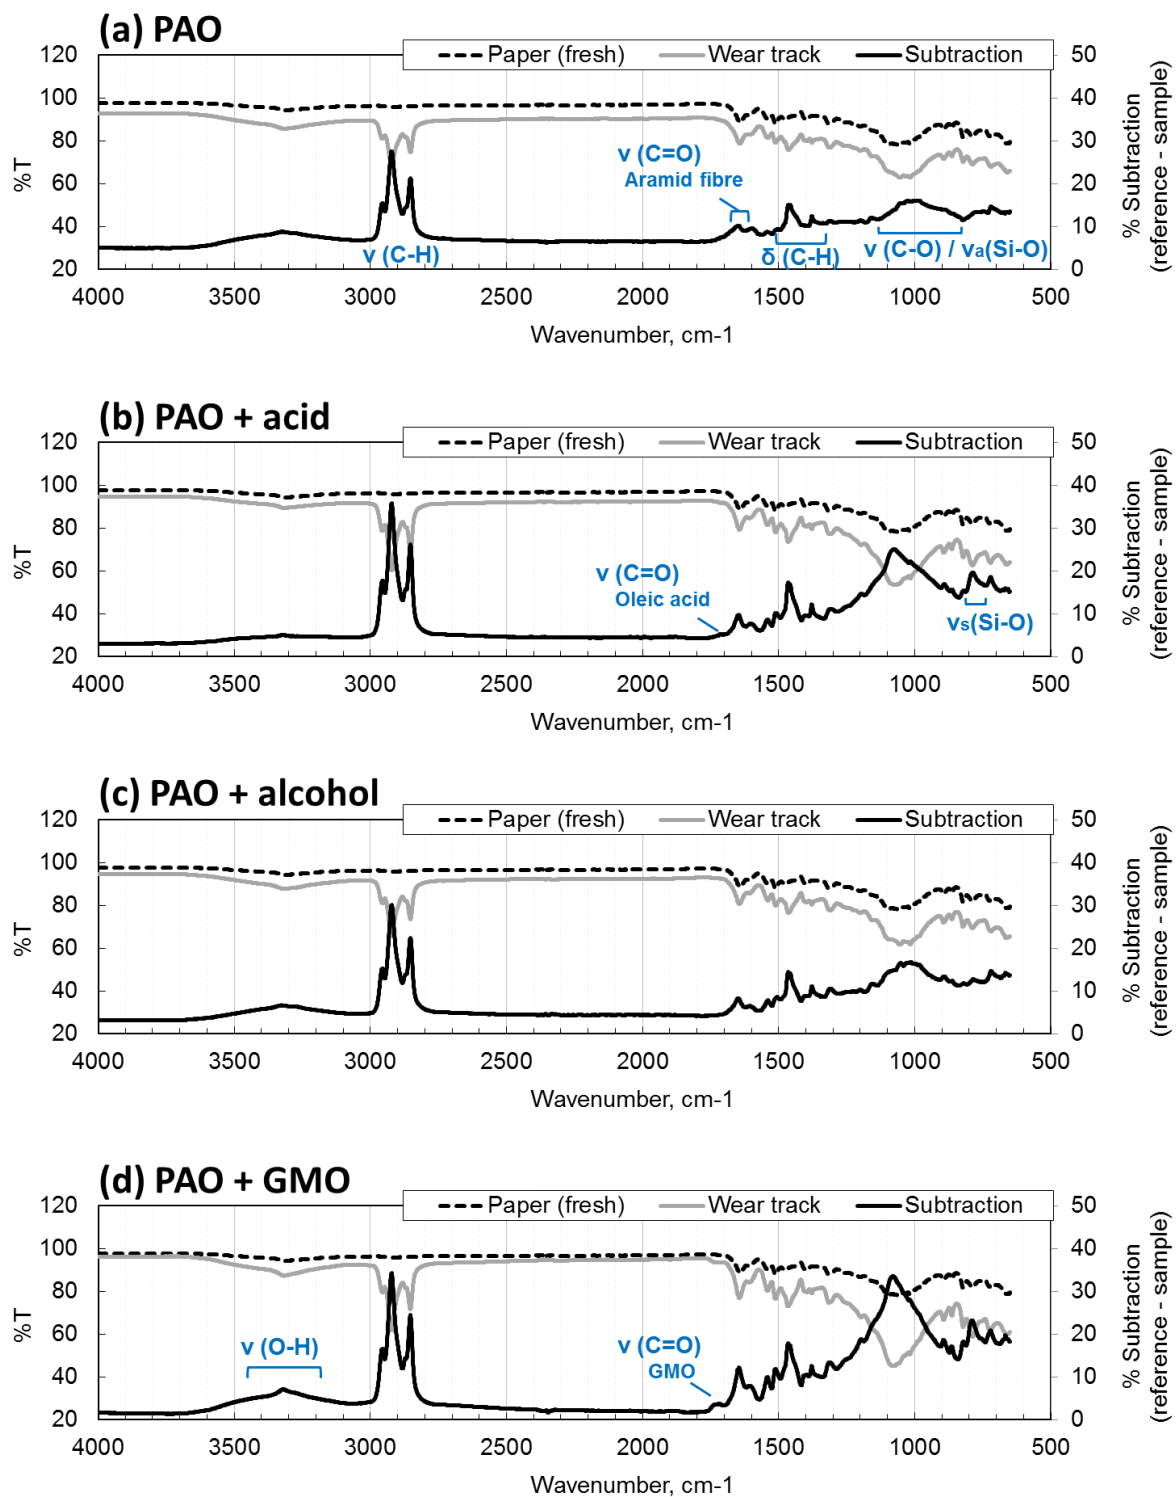 (a) PAO
Paper (fresh) Wear track Subtraction
120 100 80 60 40 20
%T
50 40 30 20 10 0
% Subtraction
(reference - sample)
ν (C=O)
Aramid fibre
ν (C-H)
δ (C-H)
ν (C-O) / νa(Si-O)
4000 3500 3000 2500 2000 1500 1000 500
Wavenumber, cm-1
(b) PAO + acid
Paper (fresh) Wear track Subtraction
120 100 80 60 40 20
%T
50 40 30 20 10 0
% Subtraction
(reference - sample)
ν (C=O)
Oleic acid
νs(Si-O)
4000 3500 3000 2500 2000 1500 1000 500
Wavenumber, cm-1
(c) PAO + alcohol
Paper (fresh) Wear track Subtraction
120 100 80 60 40 20
%T
50 40 30 20 10 0
% Subtraction
(reference - sample)
4000 3500 3000 2500 2000 1500 1000 500
Wavenumber, cm-1
(d) PAO + GMO
Paper (fresh) Wear track Subtraction
120 100 80 60 40 20
%T
50 40 30 20 10 0
% Subtraction
(reference - sample)
ν (O-H)
ν (C=O)
GMO
4000 3500 3000 2500 2000 1500 1000 500
Wavenumber, cm-1